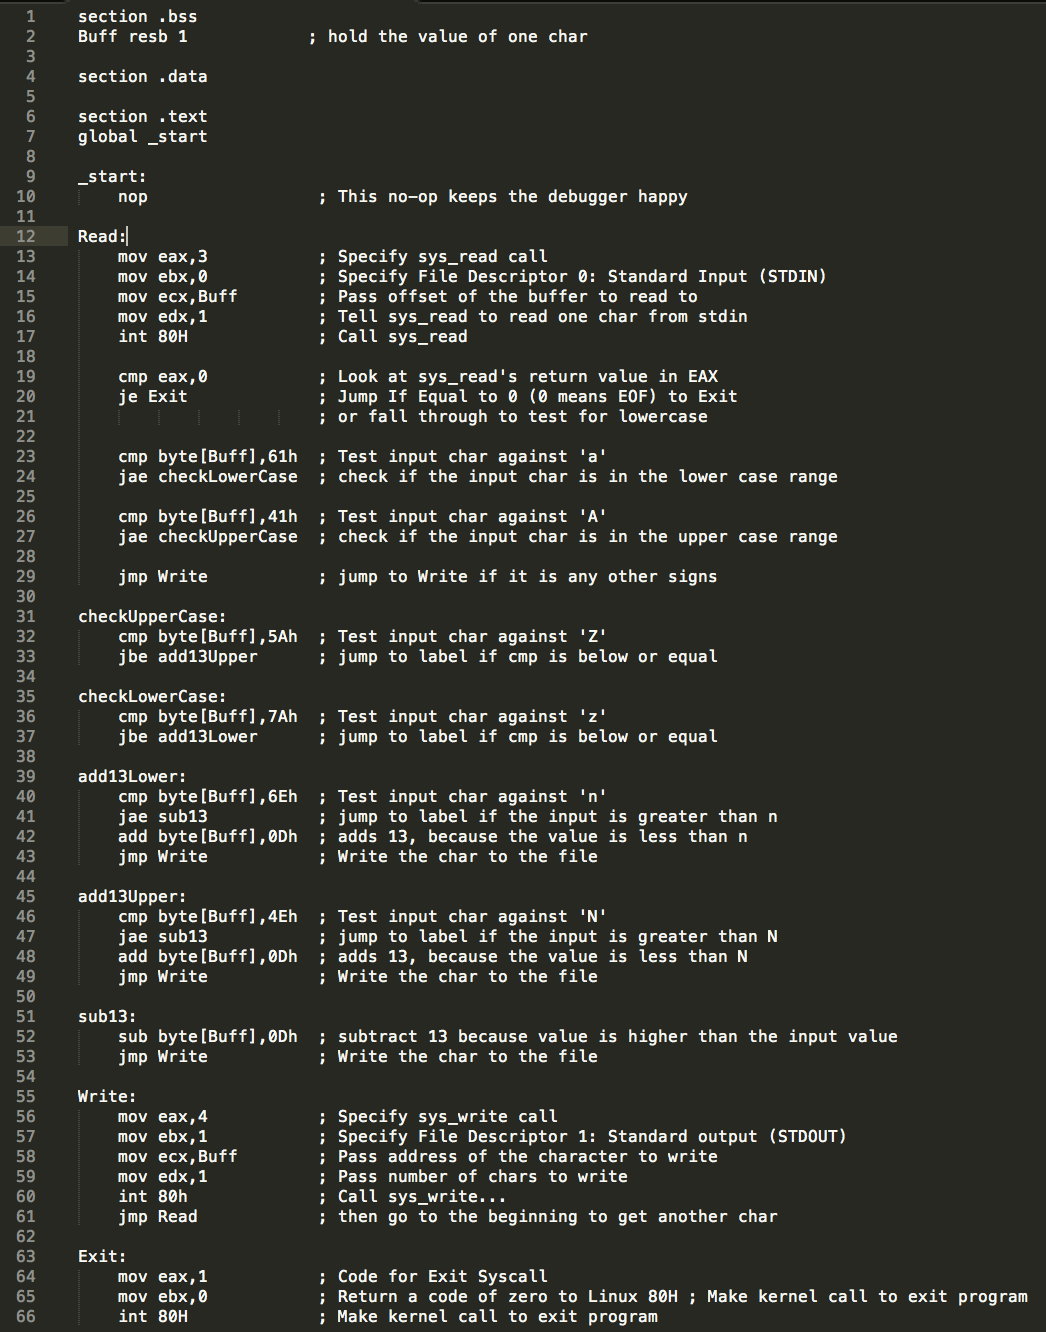 1 section .bss
2 Buff resb 1 ; hold the value of one char
3
4 section .data
5
6 section .text
7 global _start
8
9 _start:
10 nop ; This no-op keeps the debugger happy
11
12 Read:
13 mov eax,3 ; Specify sys_read call
14 mov ebx,0 ; Specify File Descriptor 0: Standard Input (STDIN)
15 mov ecx,Buff ; Pass offset of the buffer to read to
16 mov edx,1 ; Tell sys_read to read one char from stdin
17 int 80H ; Call sys_read
18
19 cmp eax,0 ; Look at sys_read's return value in EAX
20 je Exit ; Jump If Equal to 0 (0 means EOF) to Exit
21 ; or fall through to test for lowercase
22
23 cmp byte[Buff],61h ; Test input char against 'a'
24 jae checkLowerCase ; check if the input char is in the lower case range
25
26 cmp byte[Buff],41h ; Test input char against 'A'
27 jae checkUpperCase ; check if the input char is in the upper case range
28
29 jmp Write ; jump to Write if it is any other signs
30
31 checkUpperCase:
32 cmp byte[Buff],5Ah ; Test input char against 'Z'
33 jbe add13Upper ; jump to label if cmp is below or equal
34
35 checkLowerCase:
36 cmp byte[Buff],7Ah ; Test input char against 'z'
37 jbe add13Lower ; jump to label if cmp is below or equal
38
39 add13Lower:
40 cmp byte[Buff],6Eh ; Test input char against 'n'
41 jae sub13 ; jump to label if the input is greater than n
42 add byte[Buff],0Dh ; adds 13, because the value is less than n
43 jmp Write ; Write the char to the file
44
45 add13Upper:
46 cmp byte[Buff],4Eh ; Test input char against 'N'
47 jae sub13 ; jump to label if the input is greater than N
48 add byte[Buff],0Dh ; adds 13, because the value is less than N
49 jmp Write ; Write the char to the file
50
51 sub13:
52 sub byte[Buff],0Dh ; subtract 13 because value is higher than the input value
53 jmp Write ; Write the char to the file
54
55 Write:
56 mov eax,4 ; Specify sys_write call
57 mov ebx,1 ; Specify File Descriptor 1: Standard output (STDOUT)
58 mov ecx,Buff ; Pass address of the character to write
59 mov edx,1 ; Pass number of chars to write
60 int 80h ; Call sys_write...
61 jmp Read ; then go to the beginning to get another char
62
63 Exit:
64 mov eax,1 ; Code for Exit Syscall
65 mov ebx,0 ; Return a code of zero to Linux 80H ; Make kernel call to exit program
66 int 80H ; Make kernel call to exit program